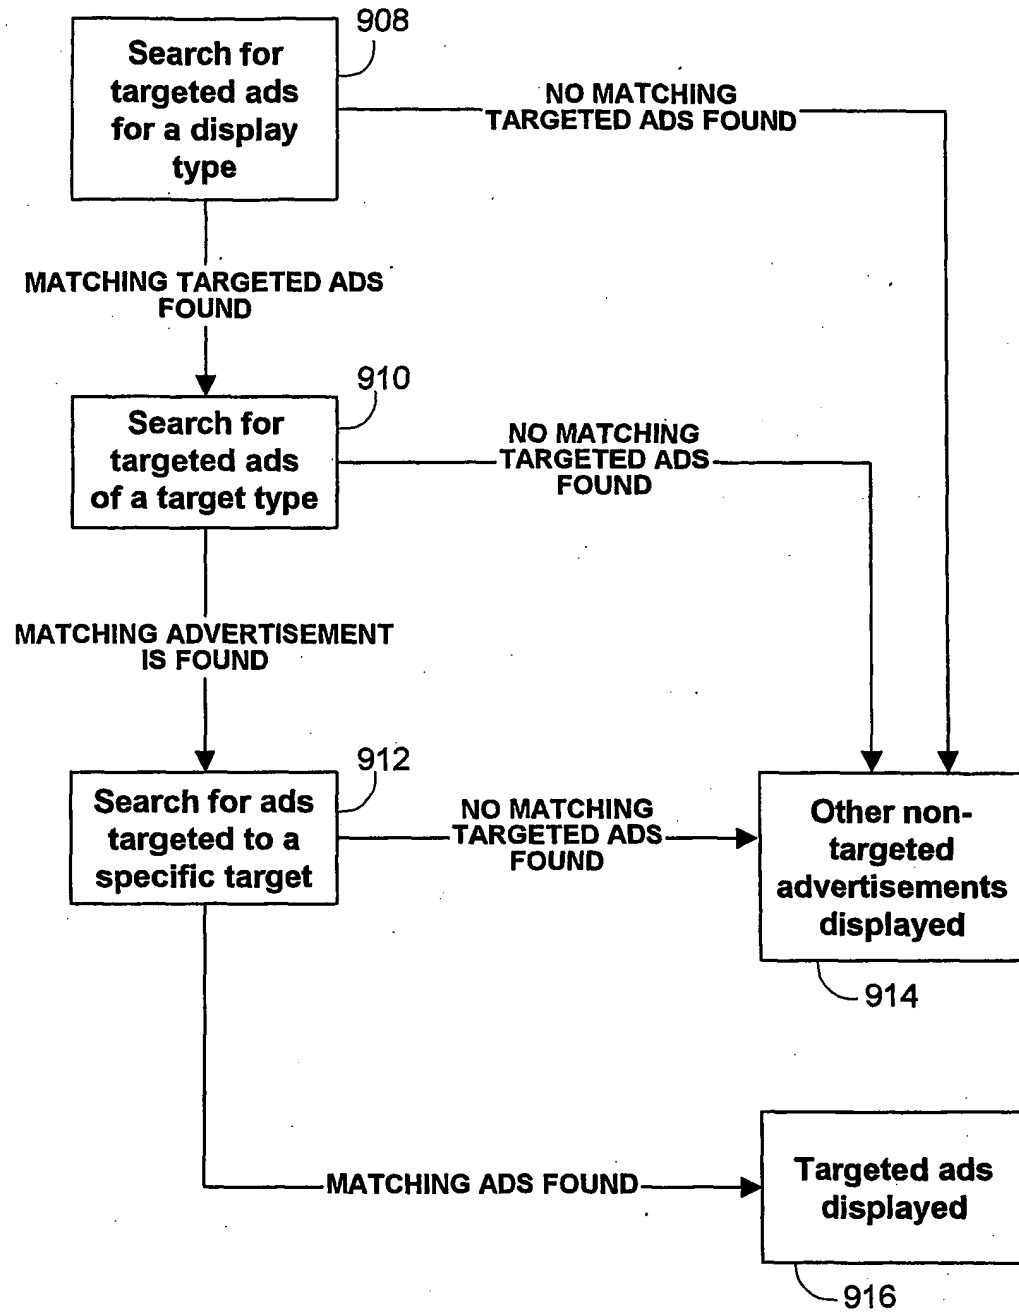 908
Search for
targeted ads
for a display
type
NO MATCHING
TARGETED ADS FOUND
MATCHING TARGETED ADS
FOUND
910
Search for
targeted ads
of a target type
NO MATCHING
TARGETED ADS
FOUND
MATCHING ADVERTISEMENT
IS FOUND
912
Search for ads
targeted to a
specific target
NO MATCHING
TARGETED ADS
FOUND
Other non-
targeted
advertisements
displayed
914
MATCHING ADS FOUND
Targeted ads
displayed
916